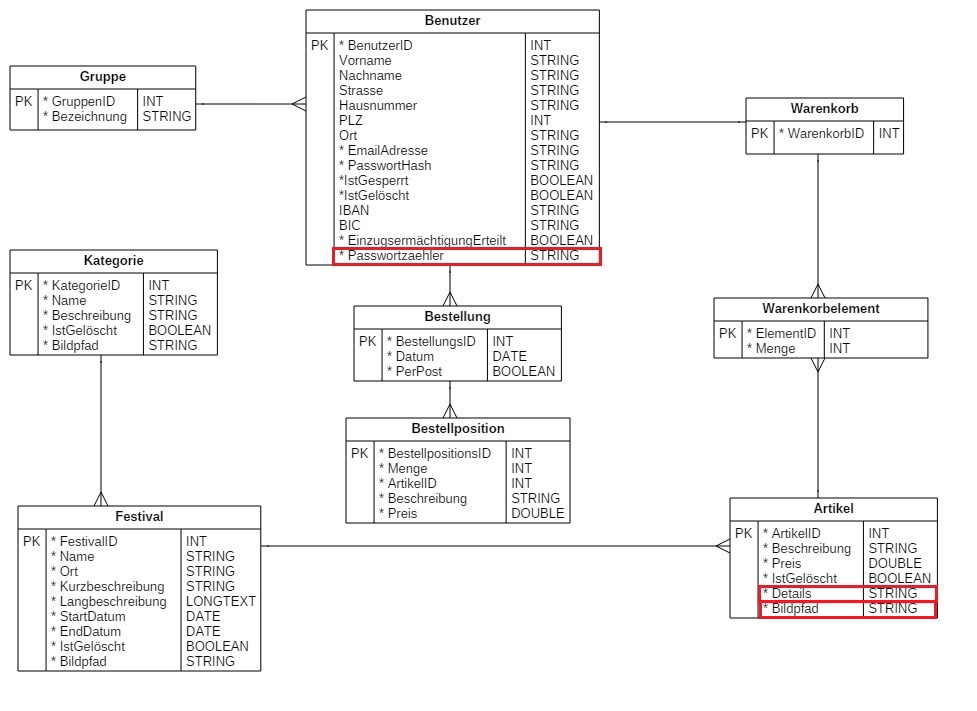 Benutzer
PK * BenutzerID INT
Vorname STRING
Nachname STRING
Strasse STRING
Hausnummer STRING
PLZ INT
Ort STRING
* EmailAdresse STRING
* PasswortHash STRING
*IstGesperrt BOOLEAN
*IstGelöscht BOOLEAN
IBAN STRING
BIC STRING
* EinzugsermächtigungErteilt BOOLEAN
* Passwortzaehler STRING
Gruppe
PK * GruppenID INT
* Bezeichnung STRING
Warenkorb
PK * WarenkorbID INT
Kategorie
PK * KategorieID INT
* Name STRING
* Beschreibung STRING
* IstGelöscht BOOLEAN
* Bildpfad STRING
Bestellung
PK * BestellungsID INT
* Datum DATE
* PerPost BOOLEAN
Warenkorbelement
PK * ElementID INT
* Menge INT
Bestellposition
PK * BestellpositionsID INT
* Menge INT
* ArtikelID INT
* Beschreibung STRING
* Preis DOUBLE
Festival
PK * FestivalID INT
* Name STRING
* Ort STRING
* Kurzbeschreibung STRING
* Langbeschreibung LONGTEXT
* StartDatum DATE
* EndDatum DATE
* IstGelöscht BOOLEAN
* Bildpfad STRING
Artikel
PK * ArtikelID INT
* Beschreibung STRING
* Preis DOUBLE
* IstGelöscht BOOLEAN
* Details STRING
* Bildpfad STRING